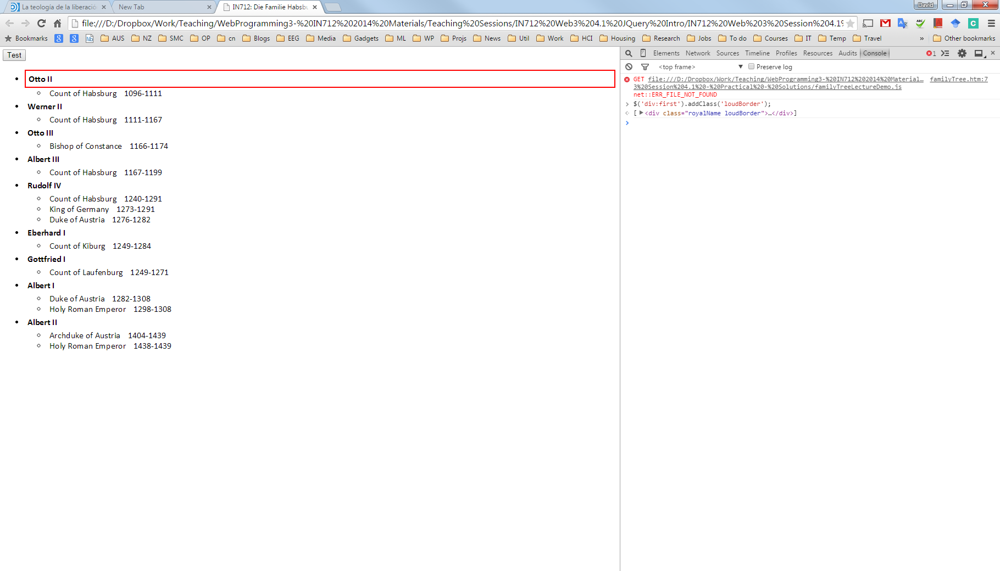 La teología de la liberació
New Tab
IN712: Die Familie Habsbu
David
file:///D:/Dropbox/Work/Teaching/WebProgramming3-%20IN712%202014%20Materials/Teaching%20Sessions/IN712%20Web3%204.1%20JQuery%20Intro/IN712%20Web%203%20Session%204.1%
Bookmarks 8 8 Nb AUS NZ SMC OP cn Blogs EEG Media Gadgets ML WP Projs News Util Work HCI Housing Research Jobs To do Courses IT Temp Travel » Other bookmarks
Test
Otto II
Count of Habsburg 1096-1111
Werner II
Count of Habsburg 1111-1167
Otto III
Bishop of Constance 1166-1174
Albert III
Count of Habsburg 1167-1199
Rudolf IV
Count of Habsburg 1240-1291
King of Germany 1273-1291
Duke of Austria 1276-1282
Eberhard I
Count of Kiburg 1249-1284
Gottfried I
Count of Laufenburg 1249-1271
Albert I
Duke of Austria 1282-1308
Holy Roman Emperor 1298-1308
Albert II
Archduke of Austria 1404-1439
Holy Roman Emperor 1438-1439
Elements Network Sources Timeline Profiles Resources Audits Console 1
<top frame> Preserve log
GET file:///D:/Dropbox/Work/Teaching/WebProgramming3-%20IN712%202014%20Material… familyTree.htm:7
3%20Session%204.1%20-%20Practical%20-%20Solutions/familyTreeLectureDemo.js
net::ERR_FILE_NOT_FOUND
$('div:first').addClass('loudBorder');
[<div class="royalName loudBorder">…</div>]